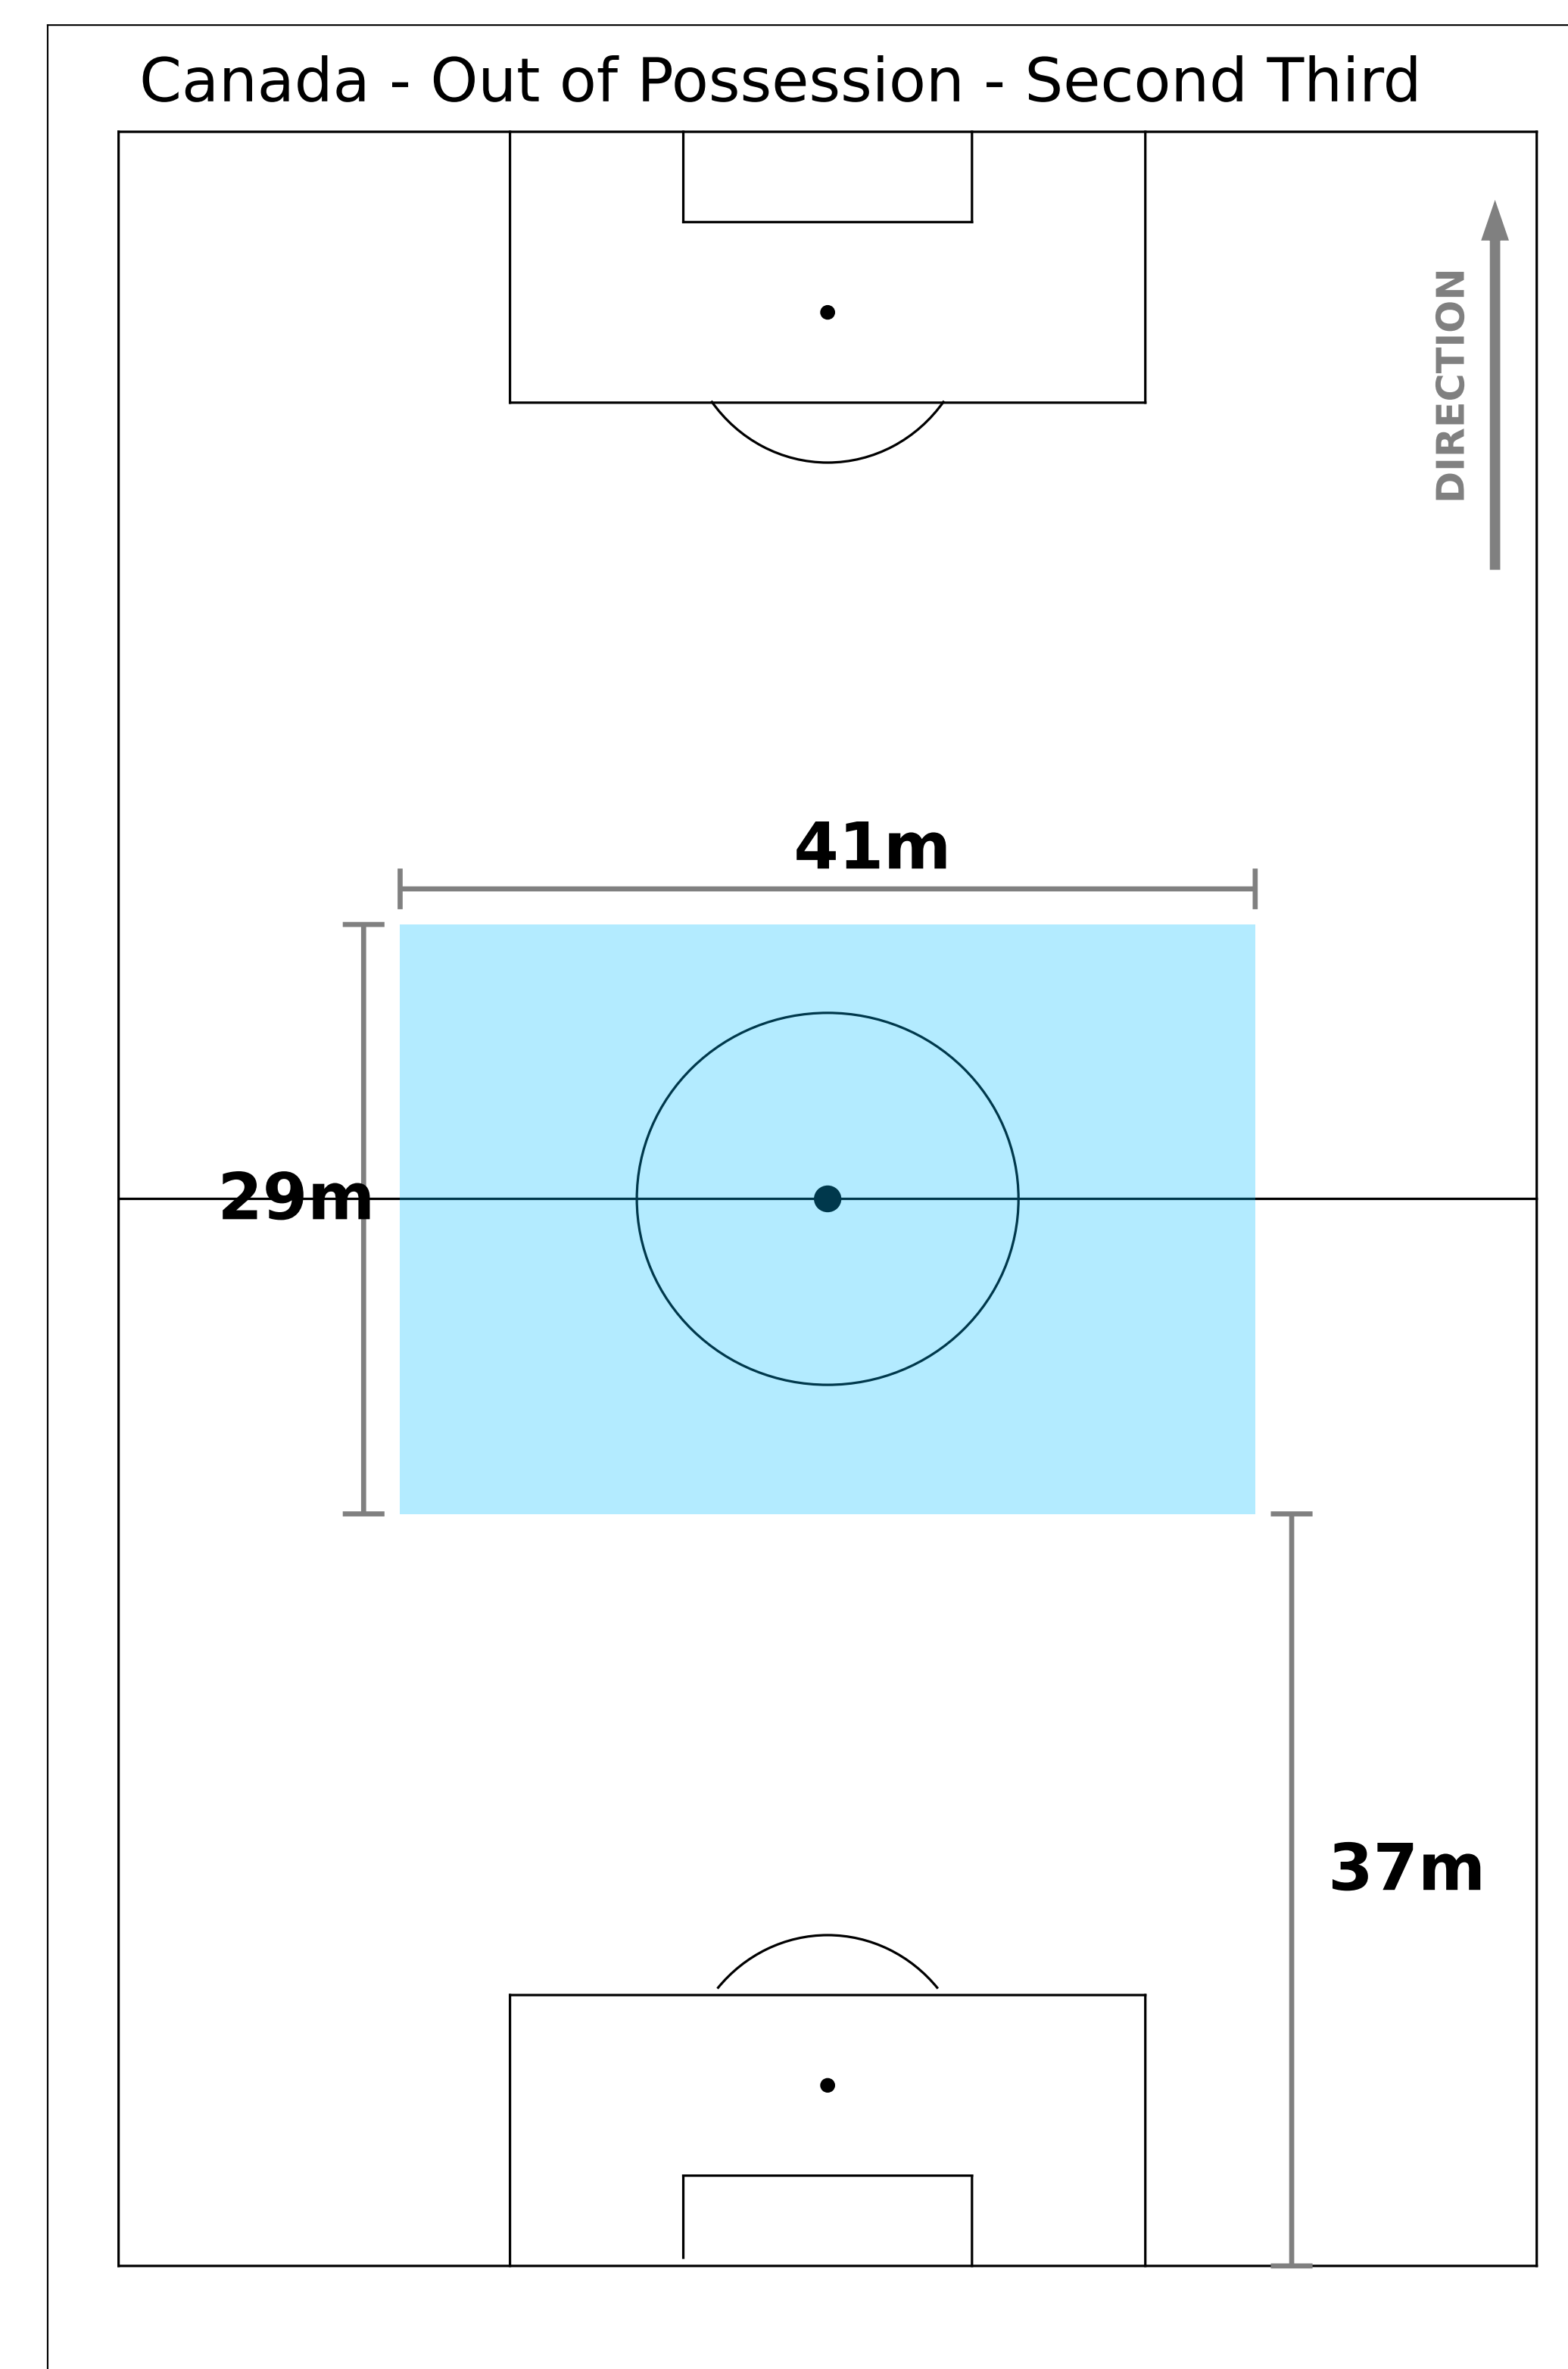 Canada - Out of Possession - Second Third
DIRECTION
41m
29m
37m